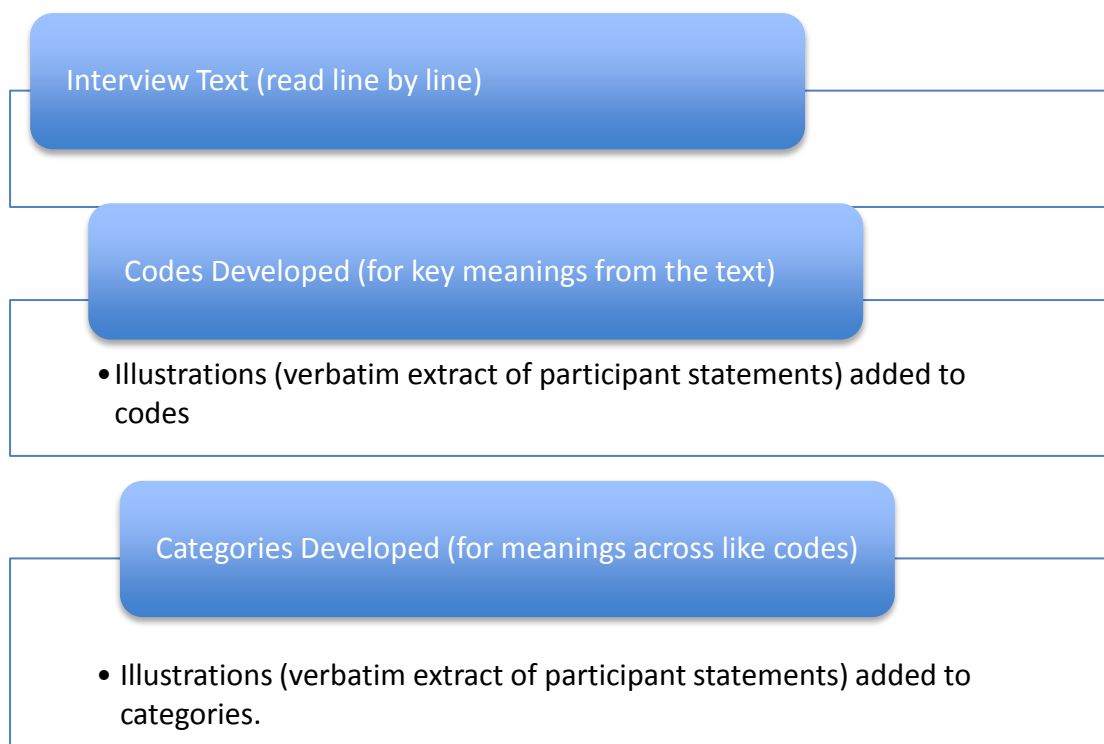 Interview Text (read line by line)
Codes Developed (for key meanings from the text)
• Illustrations (verbatim extract of participant statements) added to
codes
Categories Developed (for meanings across like codes)
• Illustrations (verbatim extract of participant statements) added to
categories.